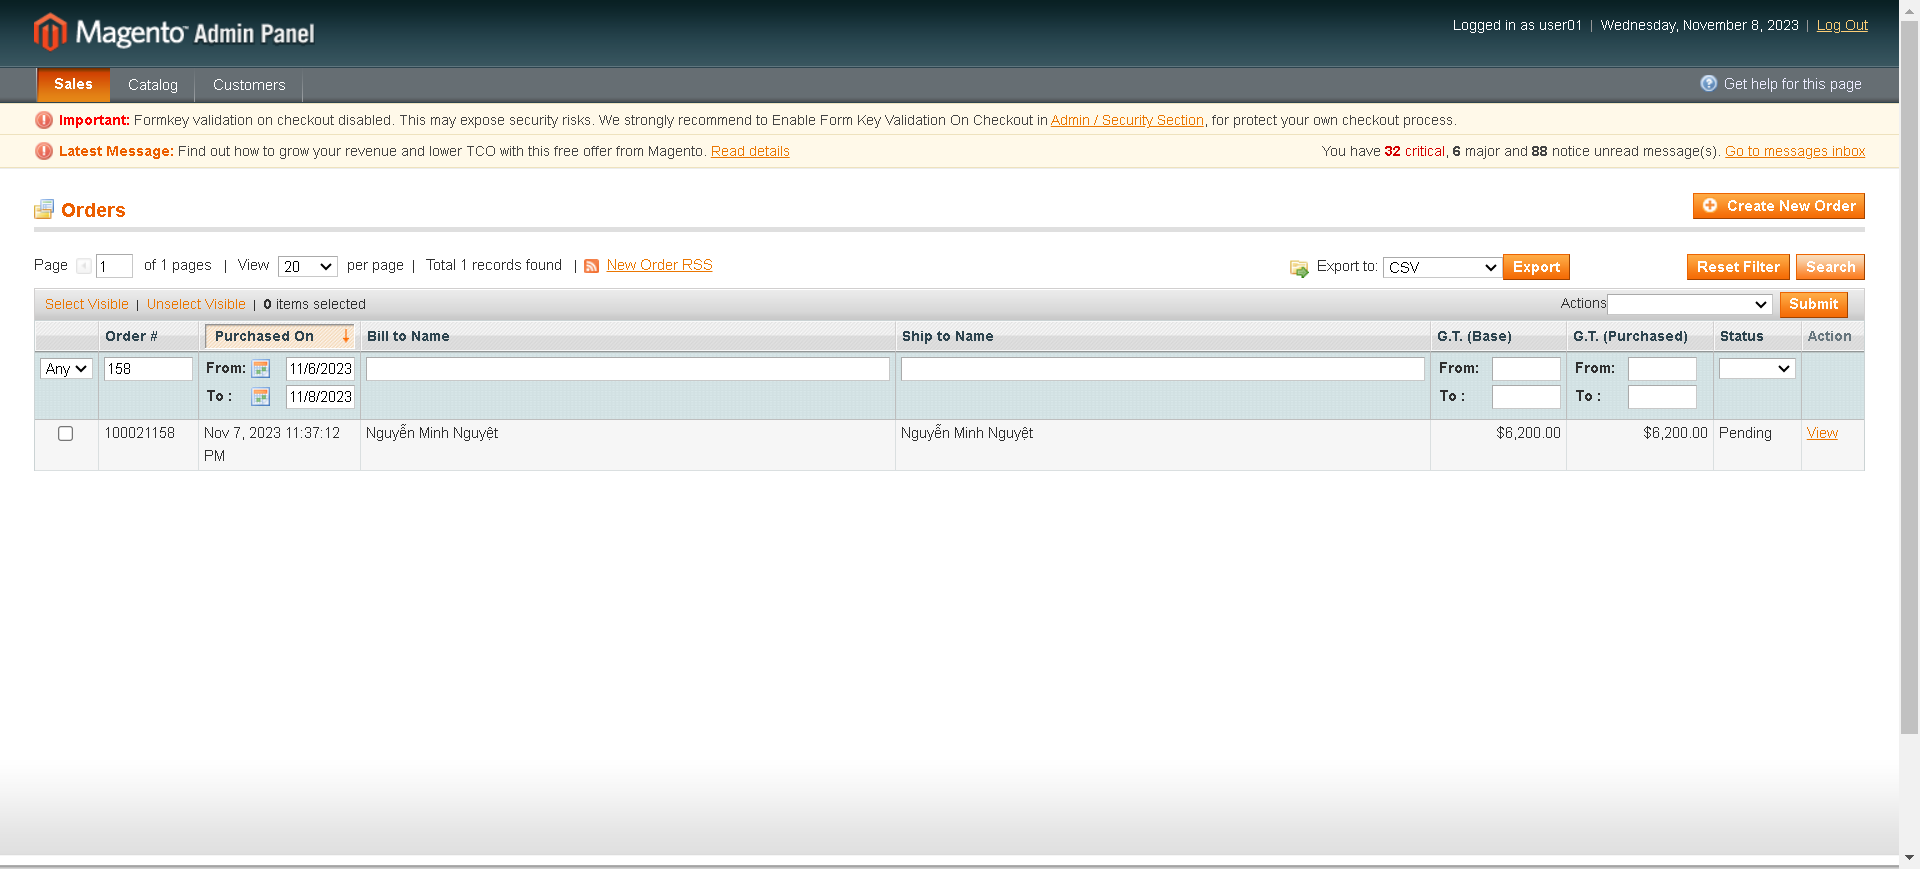 Magento Admin Panel
Logged in as user01 | Wednesday, November 8, 2023 | Log Out
Sales Catalog Customers Get help for this page
Important: Formkey validation on checkout disabled. This may expose security risks. We strongly recommend to Enable Form Key Validation On Checkout in Admin / Security Section, for protect your own checkout process.
Latest Message: Find out how to grow your revenue and lower TCO with this free offer from Magento. Read details You have 32 critical, 6 major and 88 notice unread message(s). Go to messages inbox
Orders Create New Order
Page 1 of 1 pages | View 20 per page | Total 1 records found | New Order RSS Export to: CSV Export Reset Filter Search
Select Visible | Unselect Visible | 0 items selected Actions Submit
Order # Purchased On Bill to Name Ship to Name G.T. (Base) G.T. (Purchased) Status Action
Any 158 From: 11/6/2023 From: From:
To : 11/8/2023 To : To :
100021158 Nov 7, 2023 11:37:12 Nguyễn Minh Nguyệt Nguyễn Minh Nguyệt $6,200.00 $6,200.00 Pending View
PM